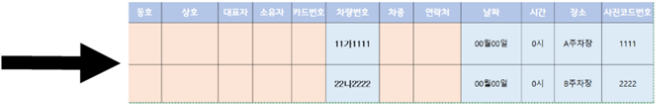 동호 상호 대표자 소유자 카드번호 차량번호 차종 연락처 날짜 시간 장소 사진코드번호
11가1111 00월00일 0시 A주차장 1111
22나2222 00월00일 0시 B주차장 2222